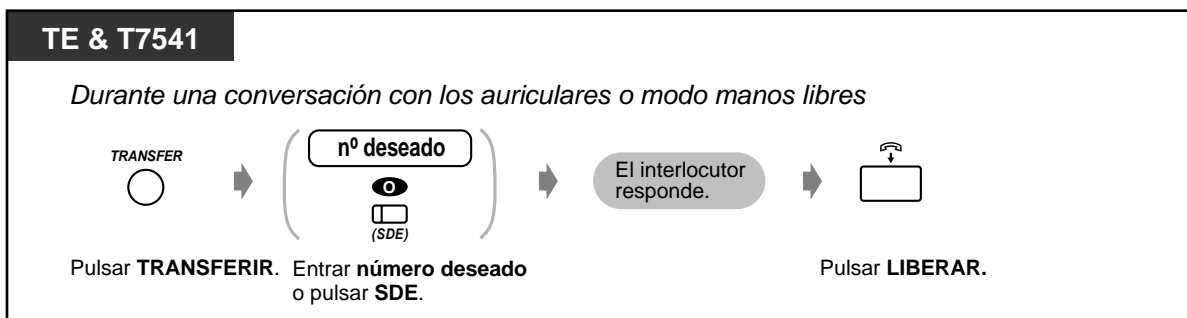 TE & T7541
Durante una conversación con los auriculares o modo manos libres
TRANSFER
nº deseado
O
(SDE)
El interlocutor
responde.
Pulsar TRANSFERIR.
Entrar número deseado
o pulsar SDE.
Pulsar LIBERAR.